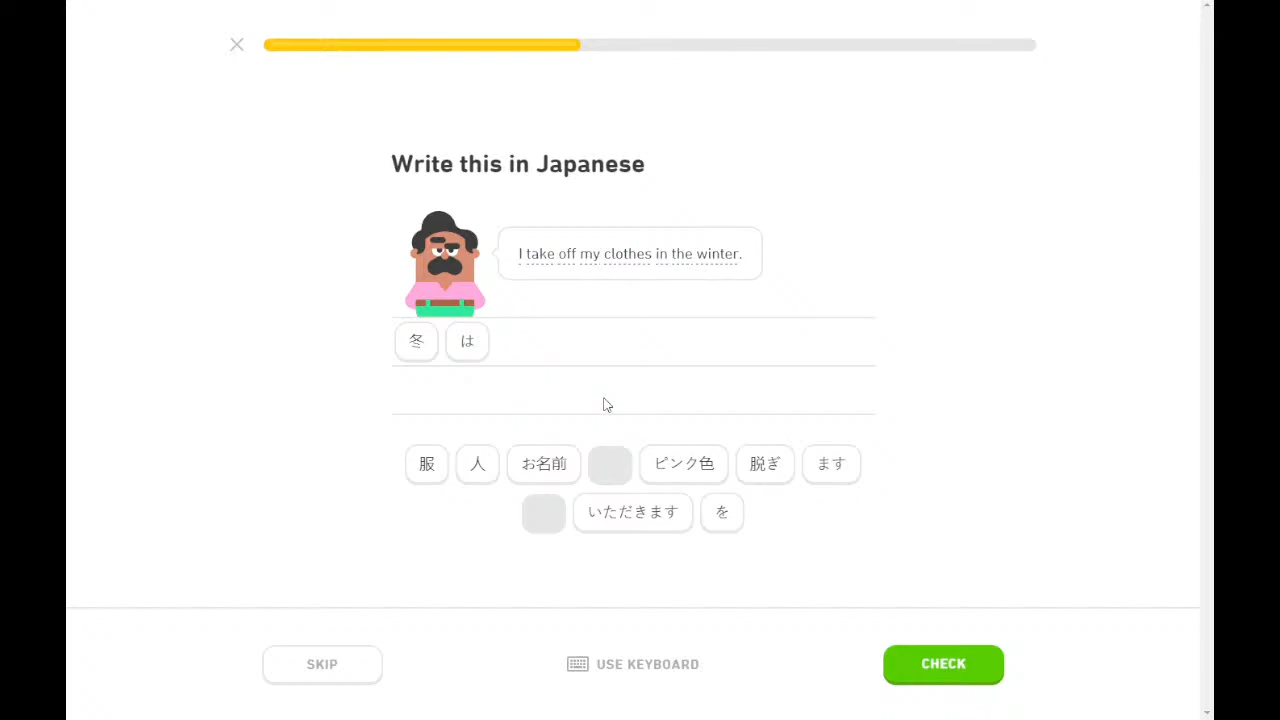 Write this in Japanese
I take off my clothes in the winter.
冬 は
服 人 お名前 ピンク色 脱ぎ ます
いただきます を
SKIP USE KEYBOARD CHECK